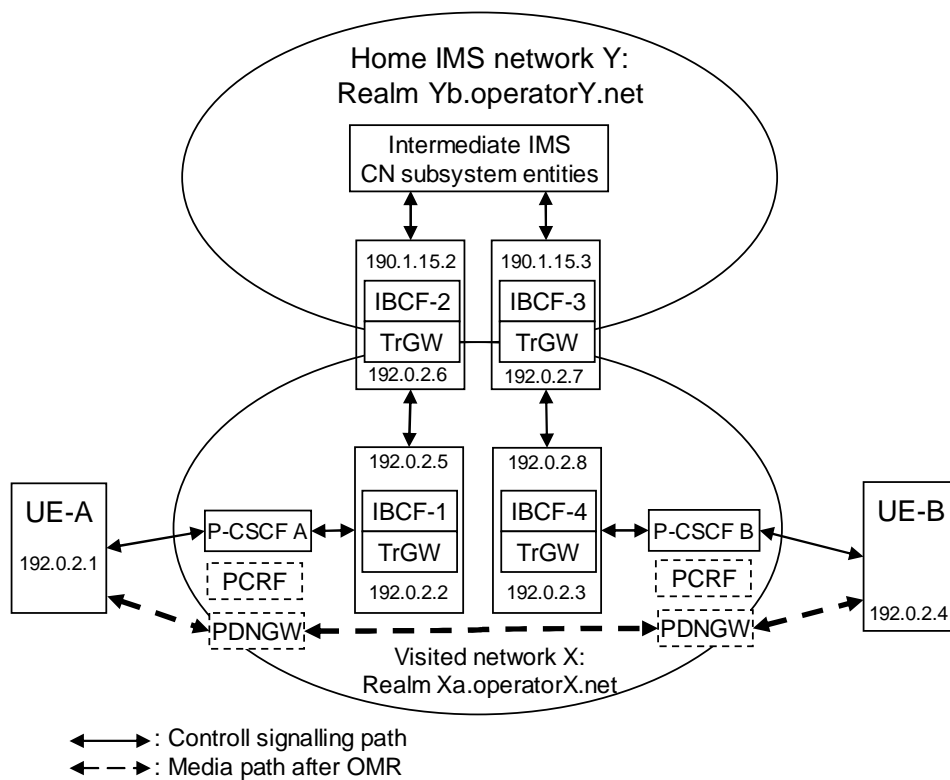 Home IMS network Y:
Realm Yb.operatorY.net
Intermediate IMS
CN subsystem entities
190.1.15.2
190.1.15.3
IBCF-2
IBCF-3
TrGW
TrGW
192.0.2.6
192.0.2.7
192.0.2.5
192.0.2.8
UE-A
192.0.2.1
P-CSCF A
IBCF-1
IBCF-4
P-CSCF B
UE-B
TrGW
TrGW
PCRF
PCRF
192.0.2.2
192.0.2.3
192.0.2.4
PDNGW
PDNGW
Visited network X:
Realm Xa.operatorX.net
: Controll signalling path
: Media path after OMR